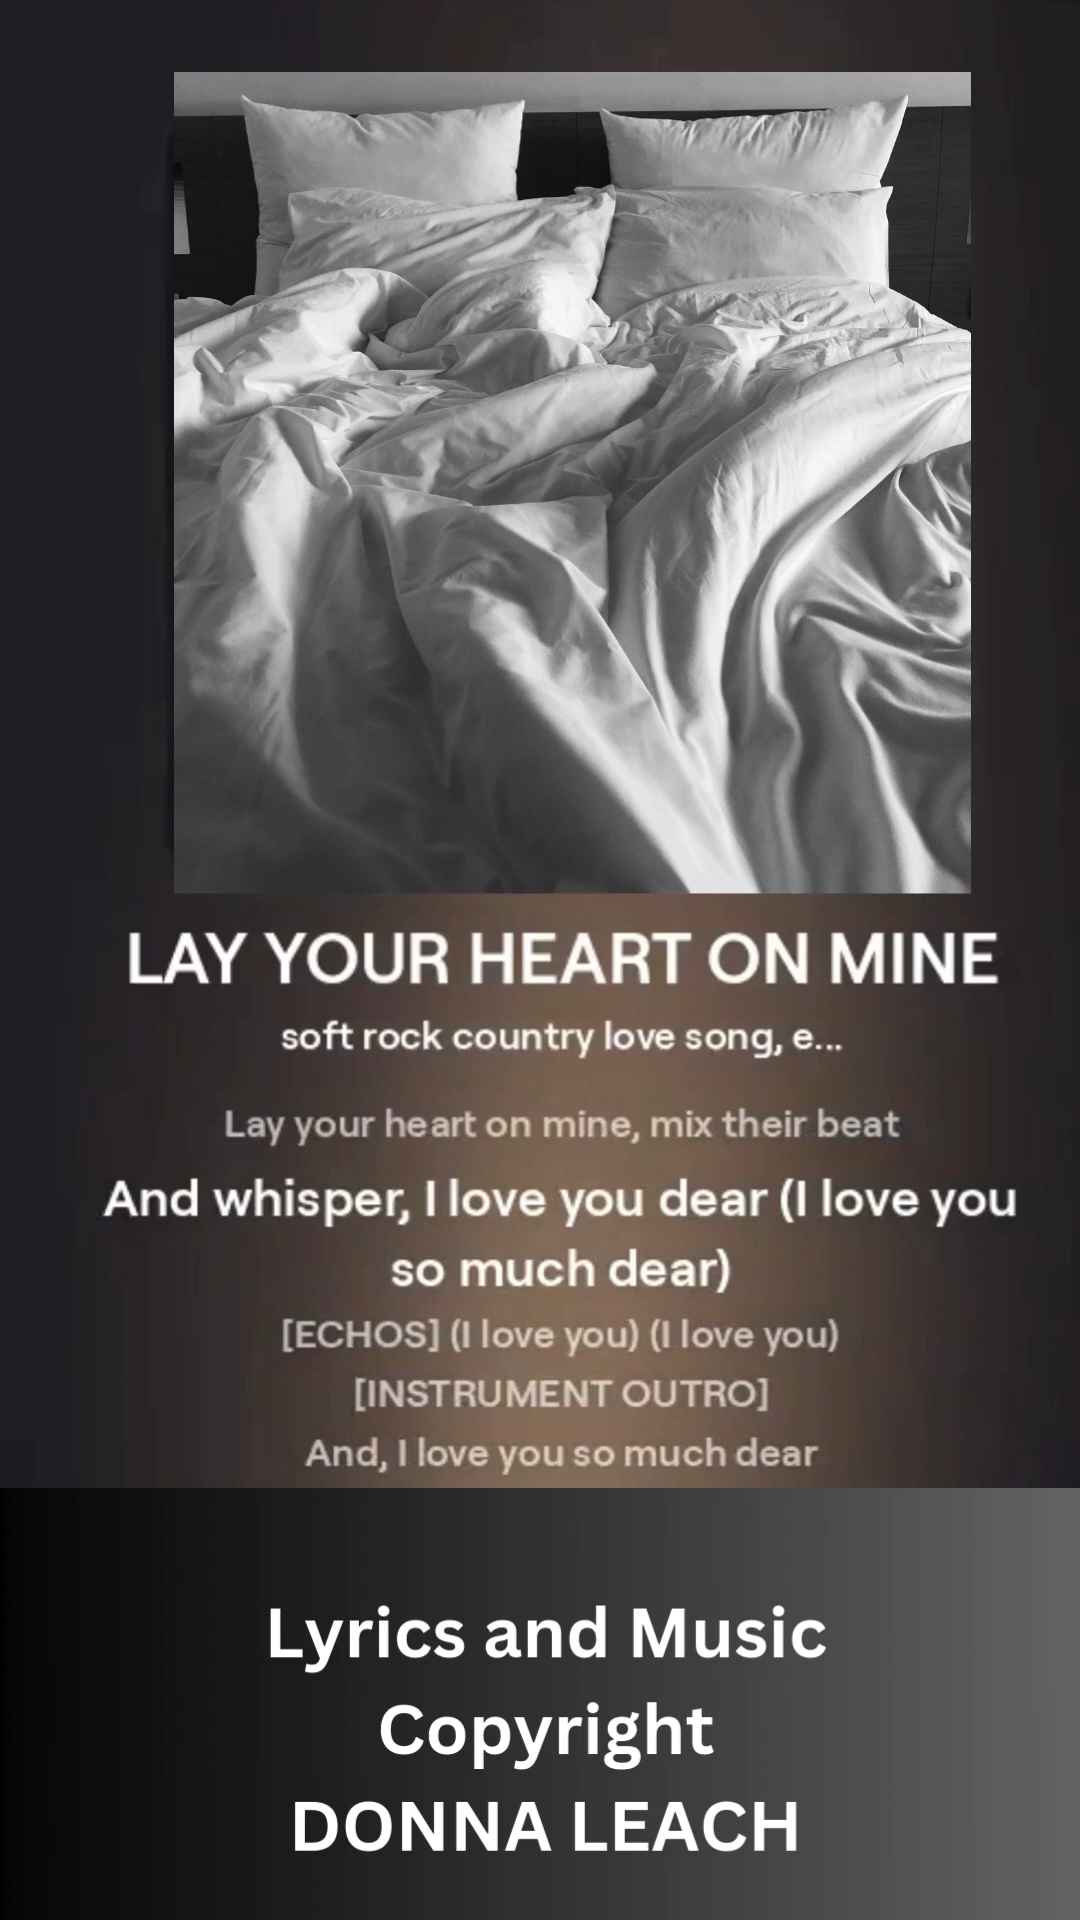 LAY YOUR HEART ON MINE
soft rock country love song, e...
Lay your heart on mine, mix their beat
And whisper, I love you dear (I love you
so much dear)
[ECHOS] (I love you) (I love you)
[INSTRUMENT OUTRO]
And, I love you so much dear
Lyrics and Music
Copyright
DONNA LEACH